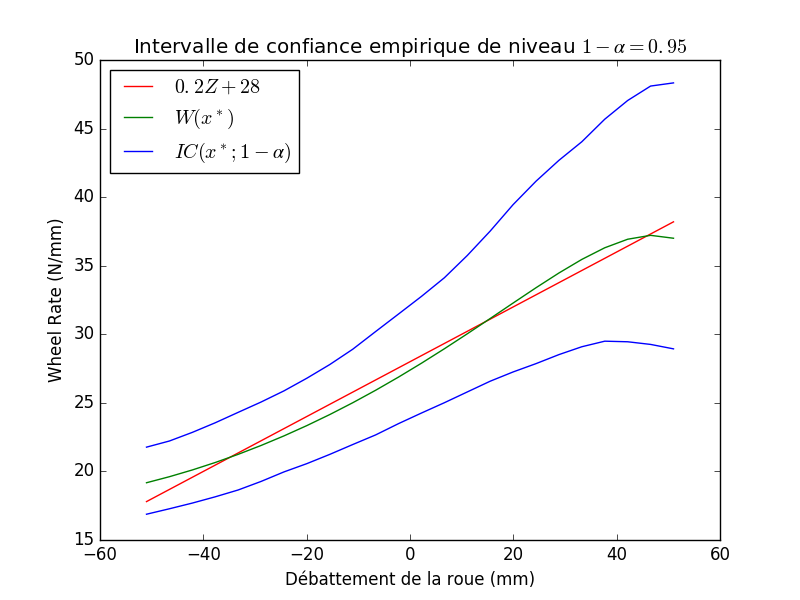 Intervalle de confiance empirique de niveau 1 − α = 0.95
0.2Z + 28
W(x*)
IC(x*; 1 − α)
50
45
40
35
30
25
20
15
Wheel Rate (N/mm)
−60 −40 −20 0 20 40 60
Débattement de la roue (mm)